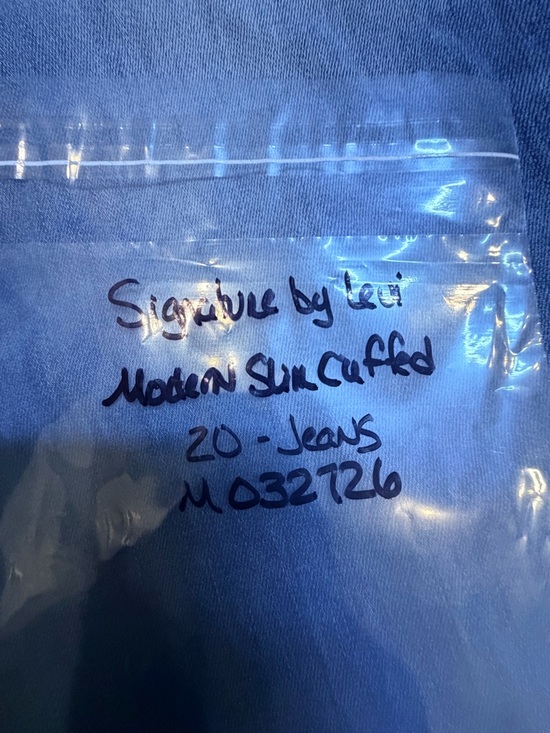 Signature by Levi
Modern Slim Cuffed
20 - Jeans
M032726